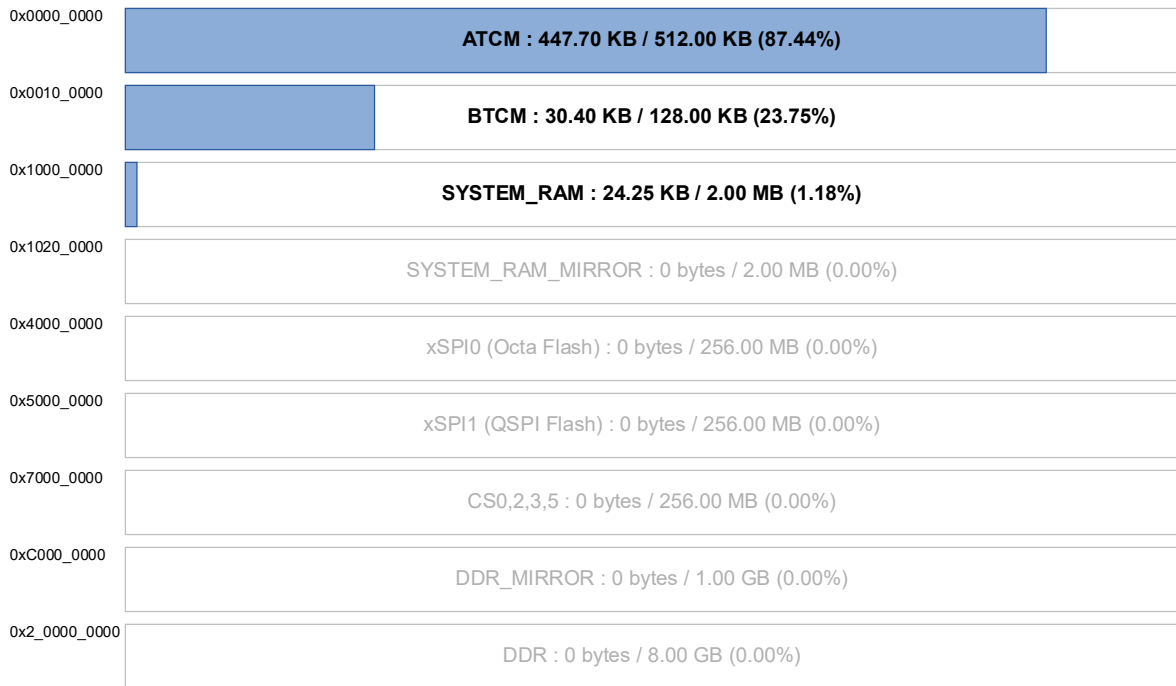 0x0000_0000
ATCM : 447.70 KB / 512.00 KB (87.44%)
0x0010_0000
BTCM : 30.40 KB / 128.00 KB (23.75%)
0x1000_0000
SYSTEM_RAM : 24.25 KB / 2.00 MB (1.18%)
0x1020_0000
SYSTEM_RAM_MIRROR : 0 bytes / 2.00 MB (0.00%)
0x4000_0000
xSPI0 (Octa Flash) : 0 bytes / 256.00 MB (0.00%)
0x5000_0000
xSPI1 (QSPI Flash) : 0 bytes / 256.00 MB (0.00%)
0x7000_0000
CS0,2,3,5 : 0 bytes / 256.00 MB (0.00%)
0xC000_0000
DDR_MIRROR : 0 bytes / 1.00 GB (0.00%)
0x2_0000_0000
DDR : 0 bytes / 8.00 GB (0.00%)